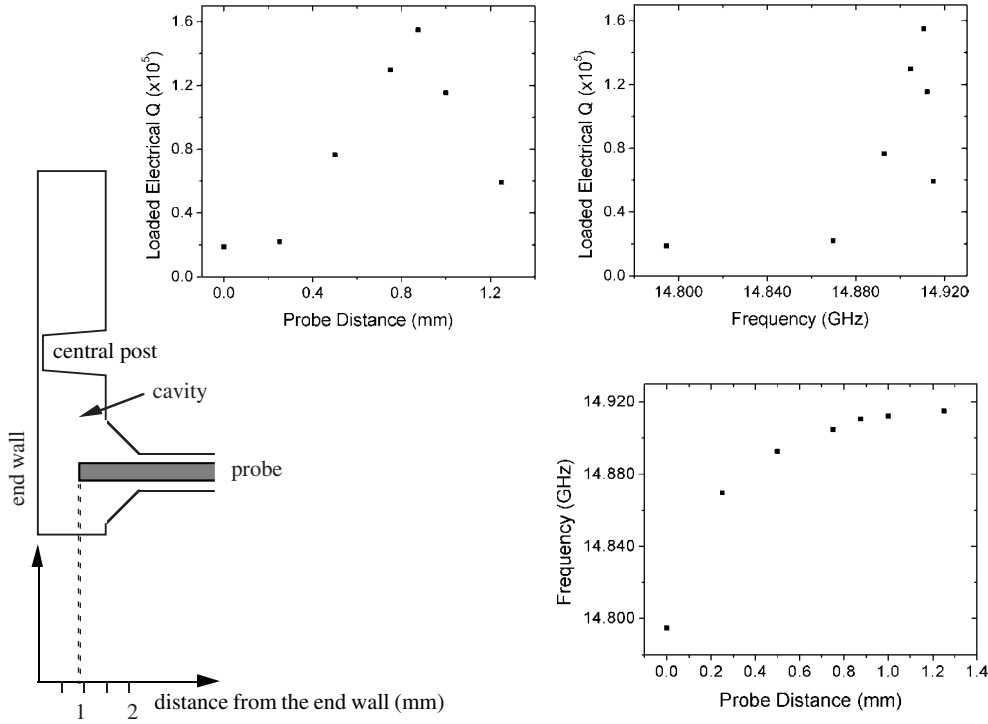 Loaded Electrical Q (x10⁵)
1.6
1.2
0.8
0.4
0.0
0.0 0.4 0.8 1.2
Probe Distance (mm)
Loaded Electrical Q (x10⁵)
1.6
1.2
0.8
0.4
0.0
14.800 14.840 14.880 14.920
Frequency (GHz)
central post
cavity
end wall
probe
1 2
distance from the end wall (mm)
Frequency (GHz)
14.920
14.880
14.840
14.800
0.0 0.2 0.4 0.6 0.8 1.0 1.2 1.4
Probe Distance (mm)